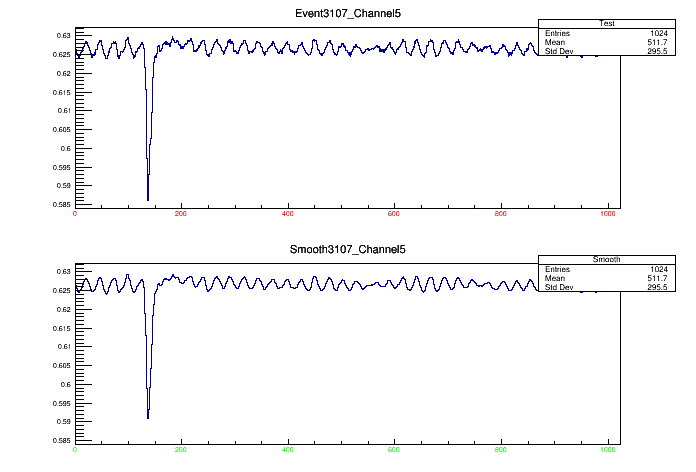 Event3107_Channel5
Test
Entries 1024
Mean 511.7
Std Dev 295.5
0.63
0.625
0.62
0.615
0.61
0.605
0.6
0.595
0.59
0.585
0 200 400 600 800 1000
Smooth3107_Channel5
Smooth
Entries 1024
Mean 511.7
Std Dev 295.5
0.63
0.625
0.62
0.615
0.61
0.605
0.6
0.595
0.59
0.585
0 200 400 600 800 1000